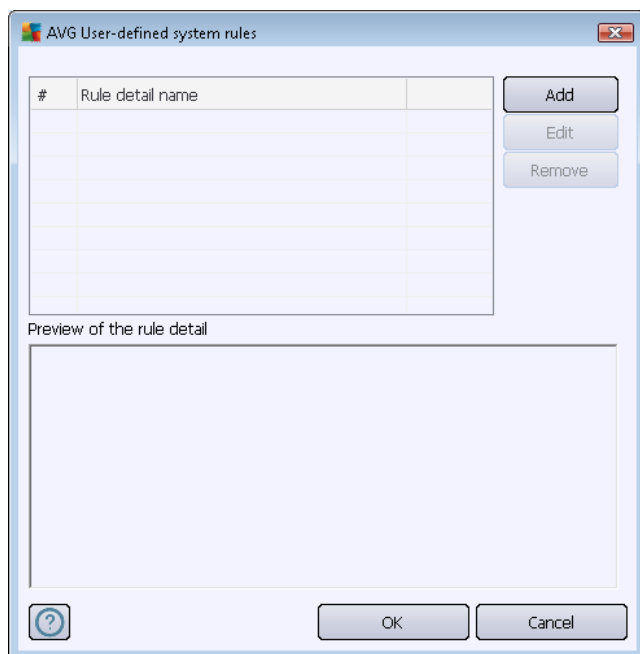 AVG User-defined system rules
# Rule detail name
Add
Edit
Remove
Preview of the rule detail
?
OK
Cancel